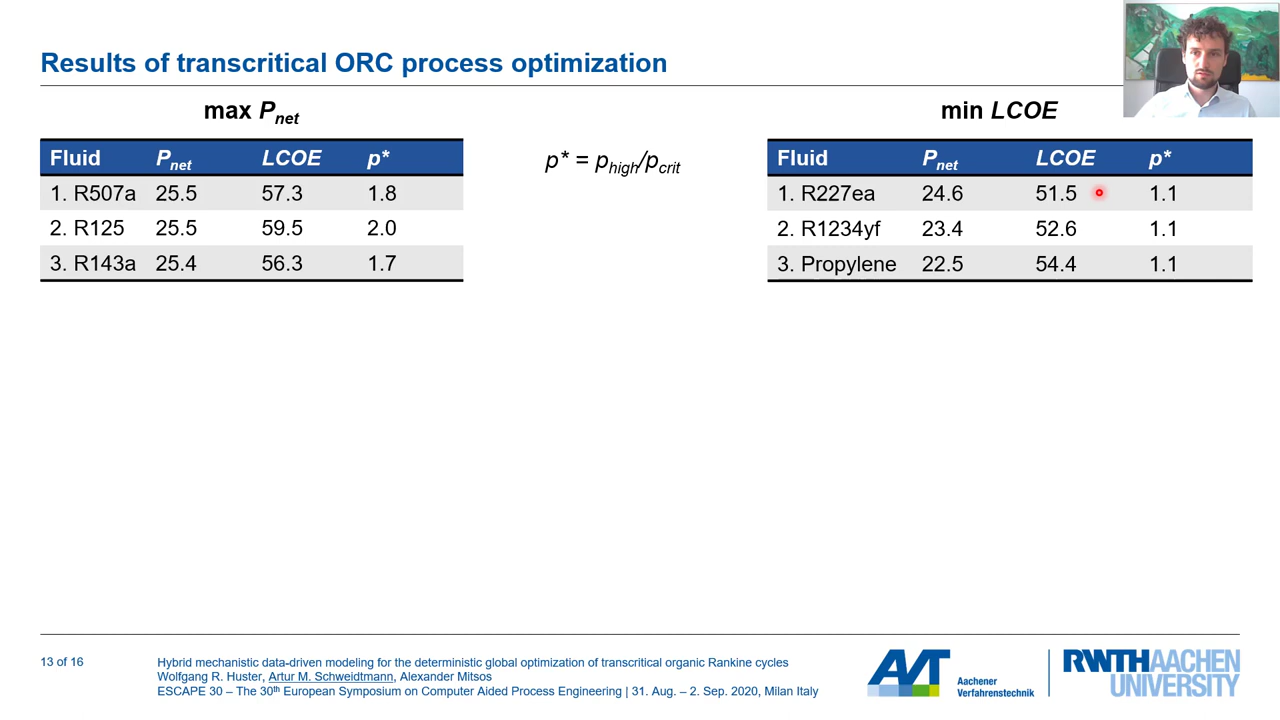 Results of transcritical ORC process optimization
max Pnet
Fluid Pnet LCOE p*
1. R507a 25.5 57.3 1.8
2. R125 25.5 59.5 2.0
3. R143a 25.4 56.3 1.7
p* = phigh/pcrit
min LCOE
Fluid Pnet LCOE p*
1. R227ea 24.6 51.5 1.1
2. R1234yf 23.4 52.6 1.1
3. Propylene 22.5 54.4 1.1
13 of 16
Hybrid mechanistic data-driven modeling for the deterministic global optimization of transcritical organic Rankine cycles
Wolfgang R. Huster, Artur M. Schweidtmann, Alexander Mitsos
ESCAPE 30 – The 30th European Symposium on Computer Aided Process Engineering | 31. Aug. – 2. Sep. 2020, Milan Italy
AVT
Aachener
Verfahrenstechnik
RWTHAACHEN
UNIVERSITY